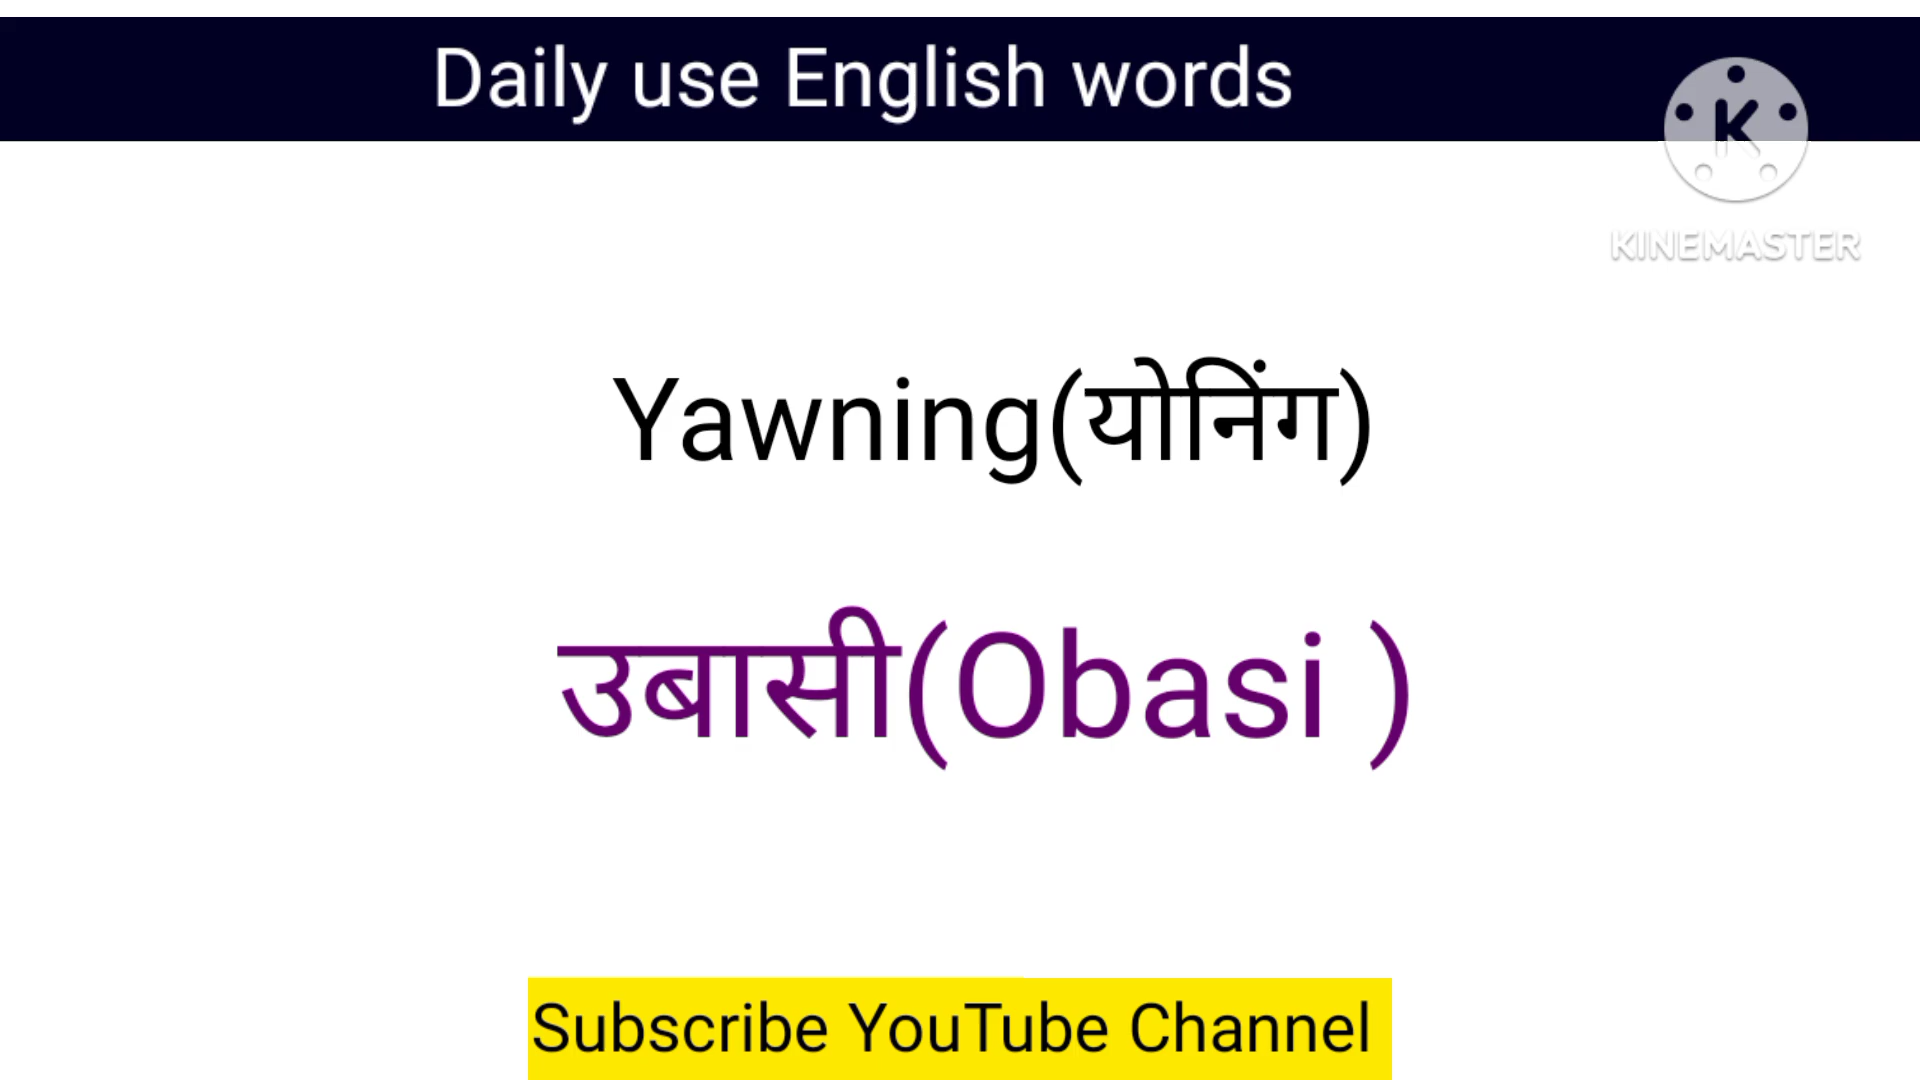 Daily use English words
K
KINEMASTER
Yawning(योनिंग)
उबासी(Obasi )
Subscribe YouTube Channel